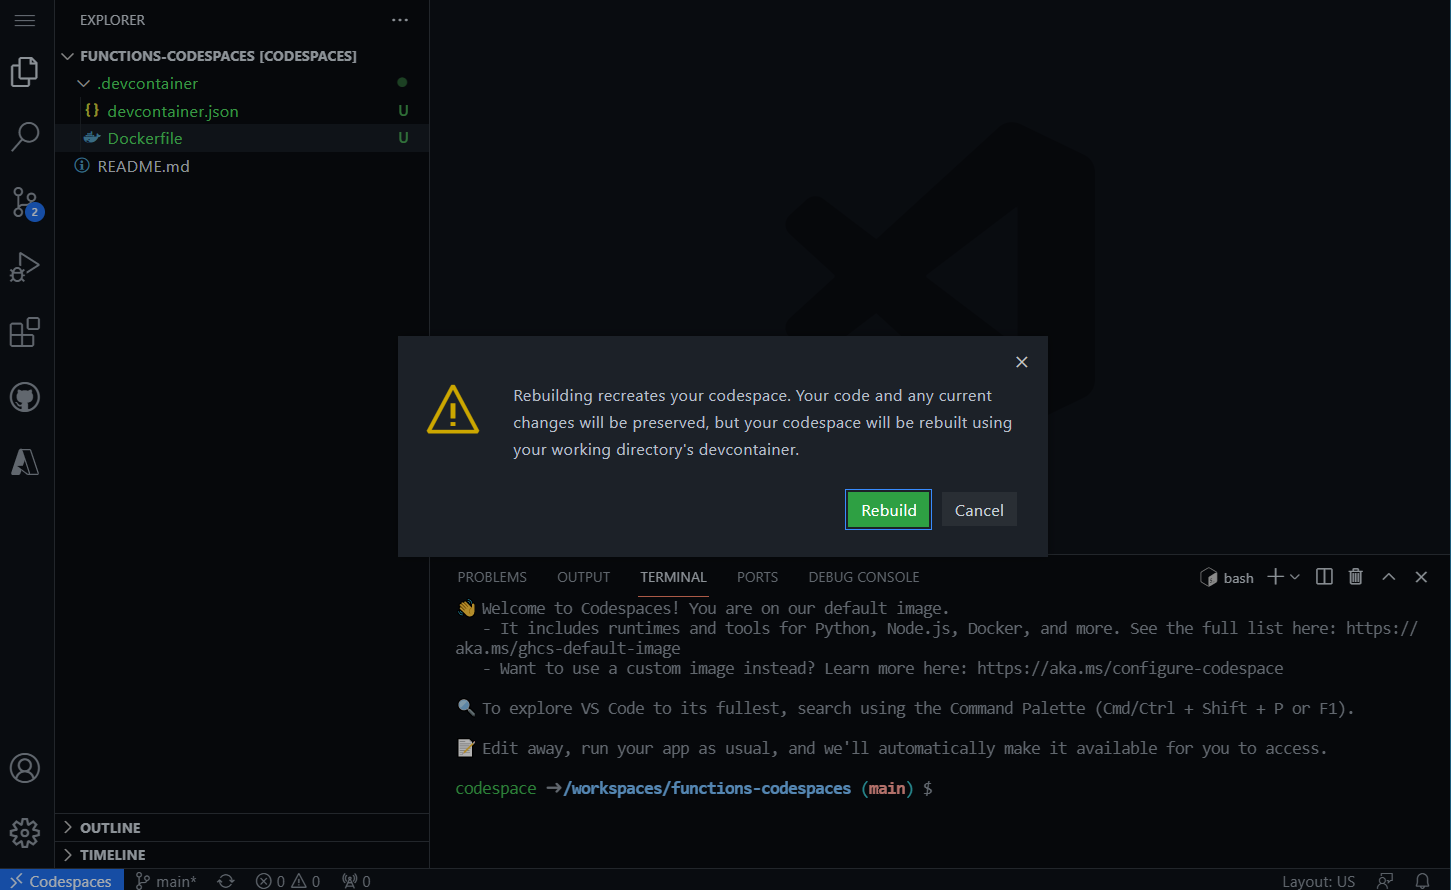 EXPLORER
FUNCTIONS-CODESPACES [CODESPACES]
.devcontainer
devcontainer.json U
Dockerfile U
README.md
2
Rebuilding recreates your codespace. Your code and any current
changes will be preserved, but your codespace will be rebuilt using
your working directory's devcontainer.
Rebuild Cancel
PROBLEMS OUTPUT TERMINAL PORTS DEBUG CONSOLE bash
👋 Welcome to Codespaces! You are on our default image.
- It includes runtimes and tools for Python, Node.js, Docker, and more. See the full list here: https://
aka.ms/ghcs-default-image
- Want to use a custom image instead? Learn more here: https://aka.ms/configure-codespace
🔍 To explore VS Code to its fullest, search using the Command Palette (Cmd/Ctrl + Shift + P or F1).
📝 Edit away, run your app as usual, and we'll automatically make it available for you to access.
codespace ➜/workspaces/functions-codespaces (main) $
OUTLINE
TIMELINE
Codespaces main* 0 0 0 Layout: US